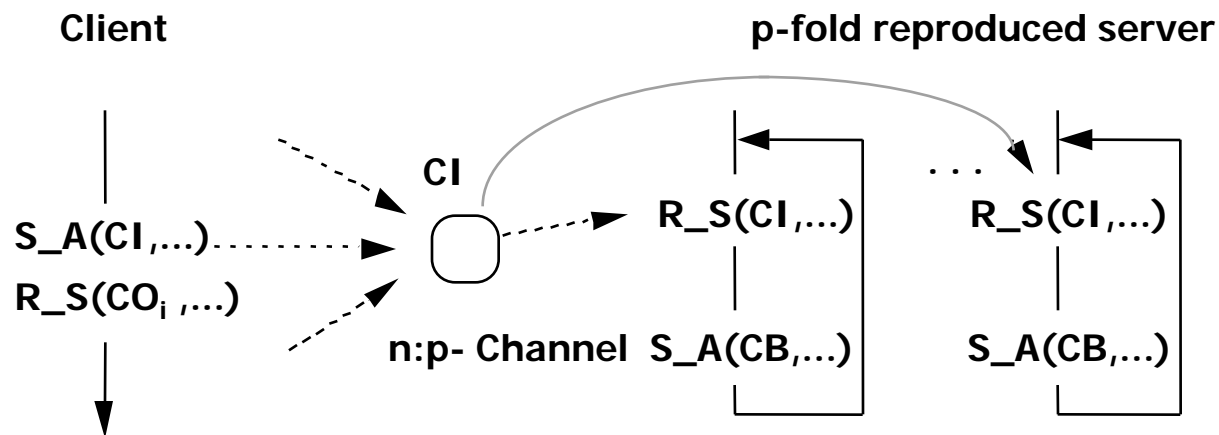 Client
p-fold reproduced server
CI
. . .
S_A(CI,...)
R_S(CI,...)
R_S(CI,...)
R_S(COi ,...)
n:p- Channel
S_A(CB,...)
S_A(CB,...)